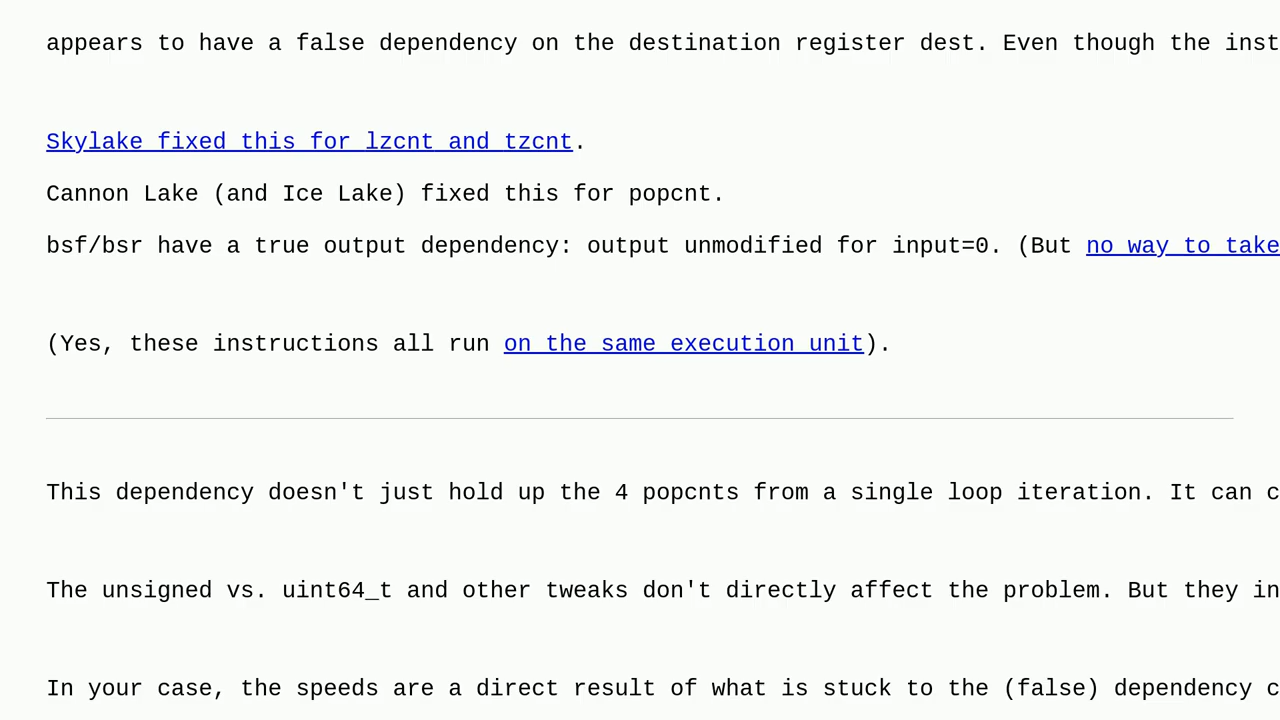 appears to have a false dependency on the destination register dest. Even though the
Skylake fixed this for lzcnt and tzcnt.
Cannon Lake (and Ice Lake) fixed this for popcnt.
bsf/bsr have a true output dependency: output unmodified for input=0. (But no way to take
(Yes, these instructions all run on the same execution unit).
This dependency doesn't just hold up the 4 popcnts from a single loop iteration. It can
The unsigned vs. uint64_t and other tweaks don't directly affect the problem. But they
In your case, the speeds are a direct result of what is stuck to the (false) dependency